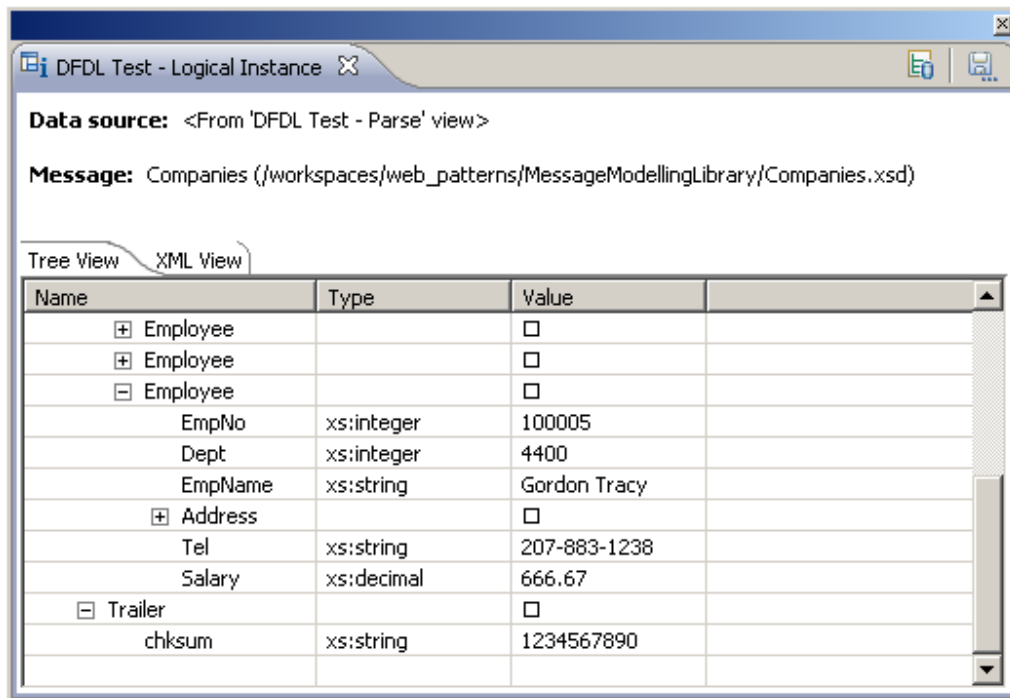 DFDL Test - Logical Instance
Data source: <From 'DFDL Test - Parse' view>
Message: Companies (/workspaces/web_patterns/MessageModellingLibrary/Companies.xsd)
Tree View XML View
Name Type Value
Employee
Employee
Employee
EmpNo xs:integer 100005
Dept xs:integer 4400
EmpName xs:string Gordon Tracy
Address
Tel xs:string 207-883-1238
Salary xs:decimal 666.67
Trailer
chksum xs:string 1234567890